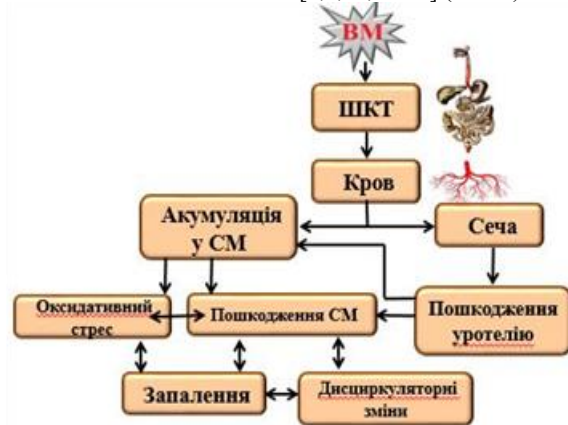 ВМ
ШКТ
Кров
Акумуляція
у СМ
Сеча
Оксидативний
стрес
Пошкодження СМ
Пошкодження
уротелію
Запалення
Дисциркуляторні
зміни